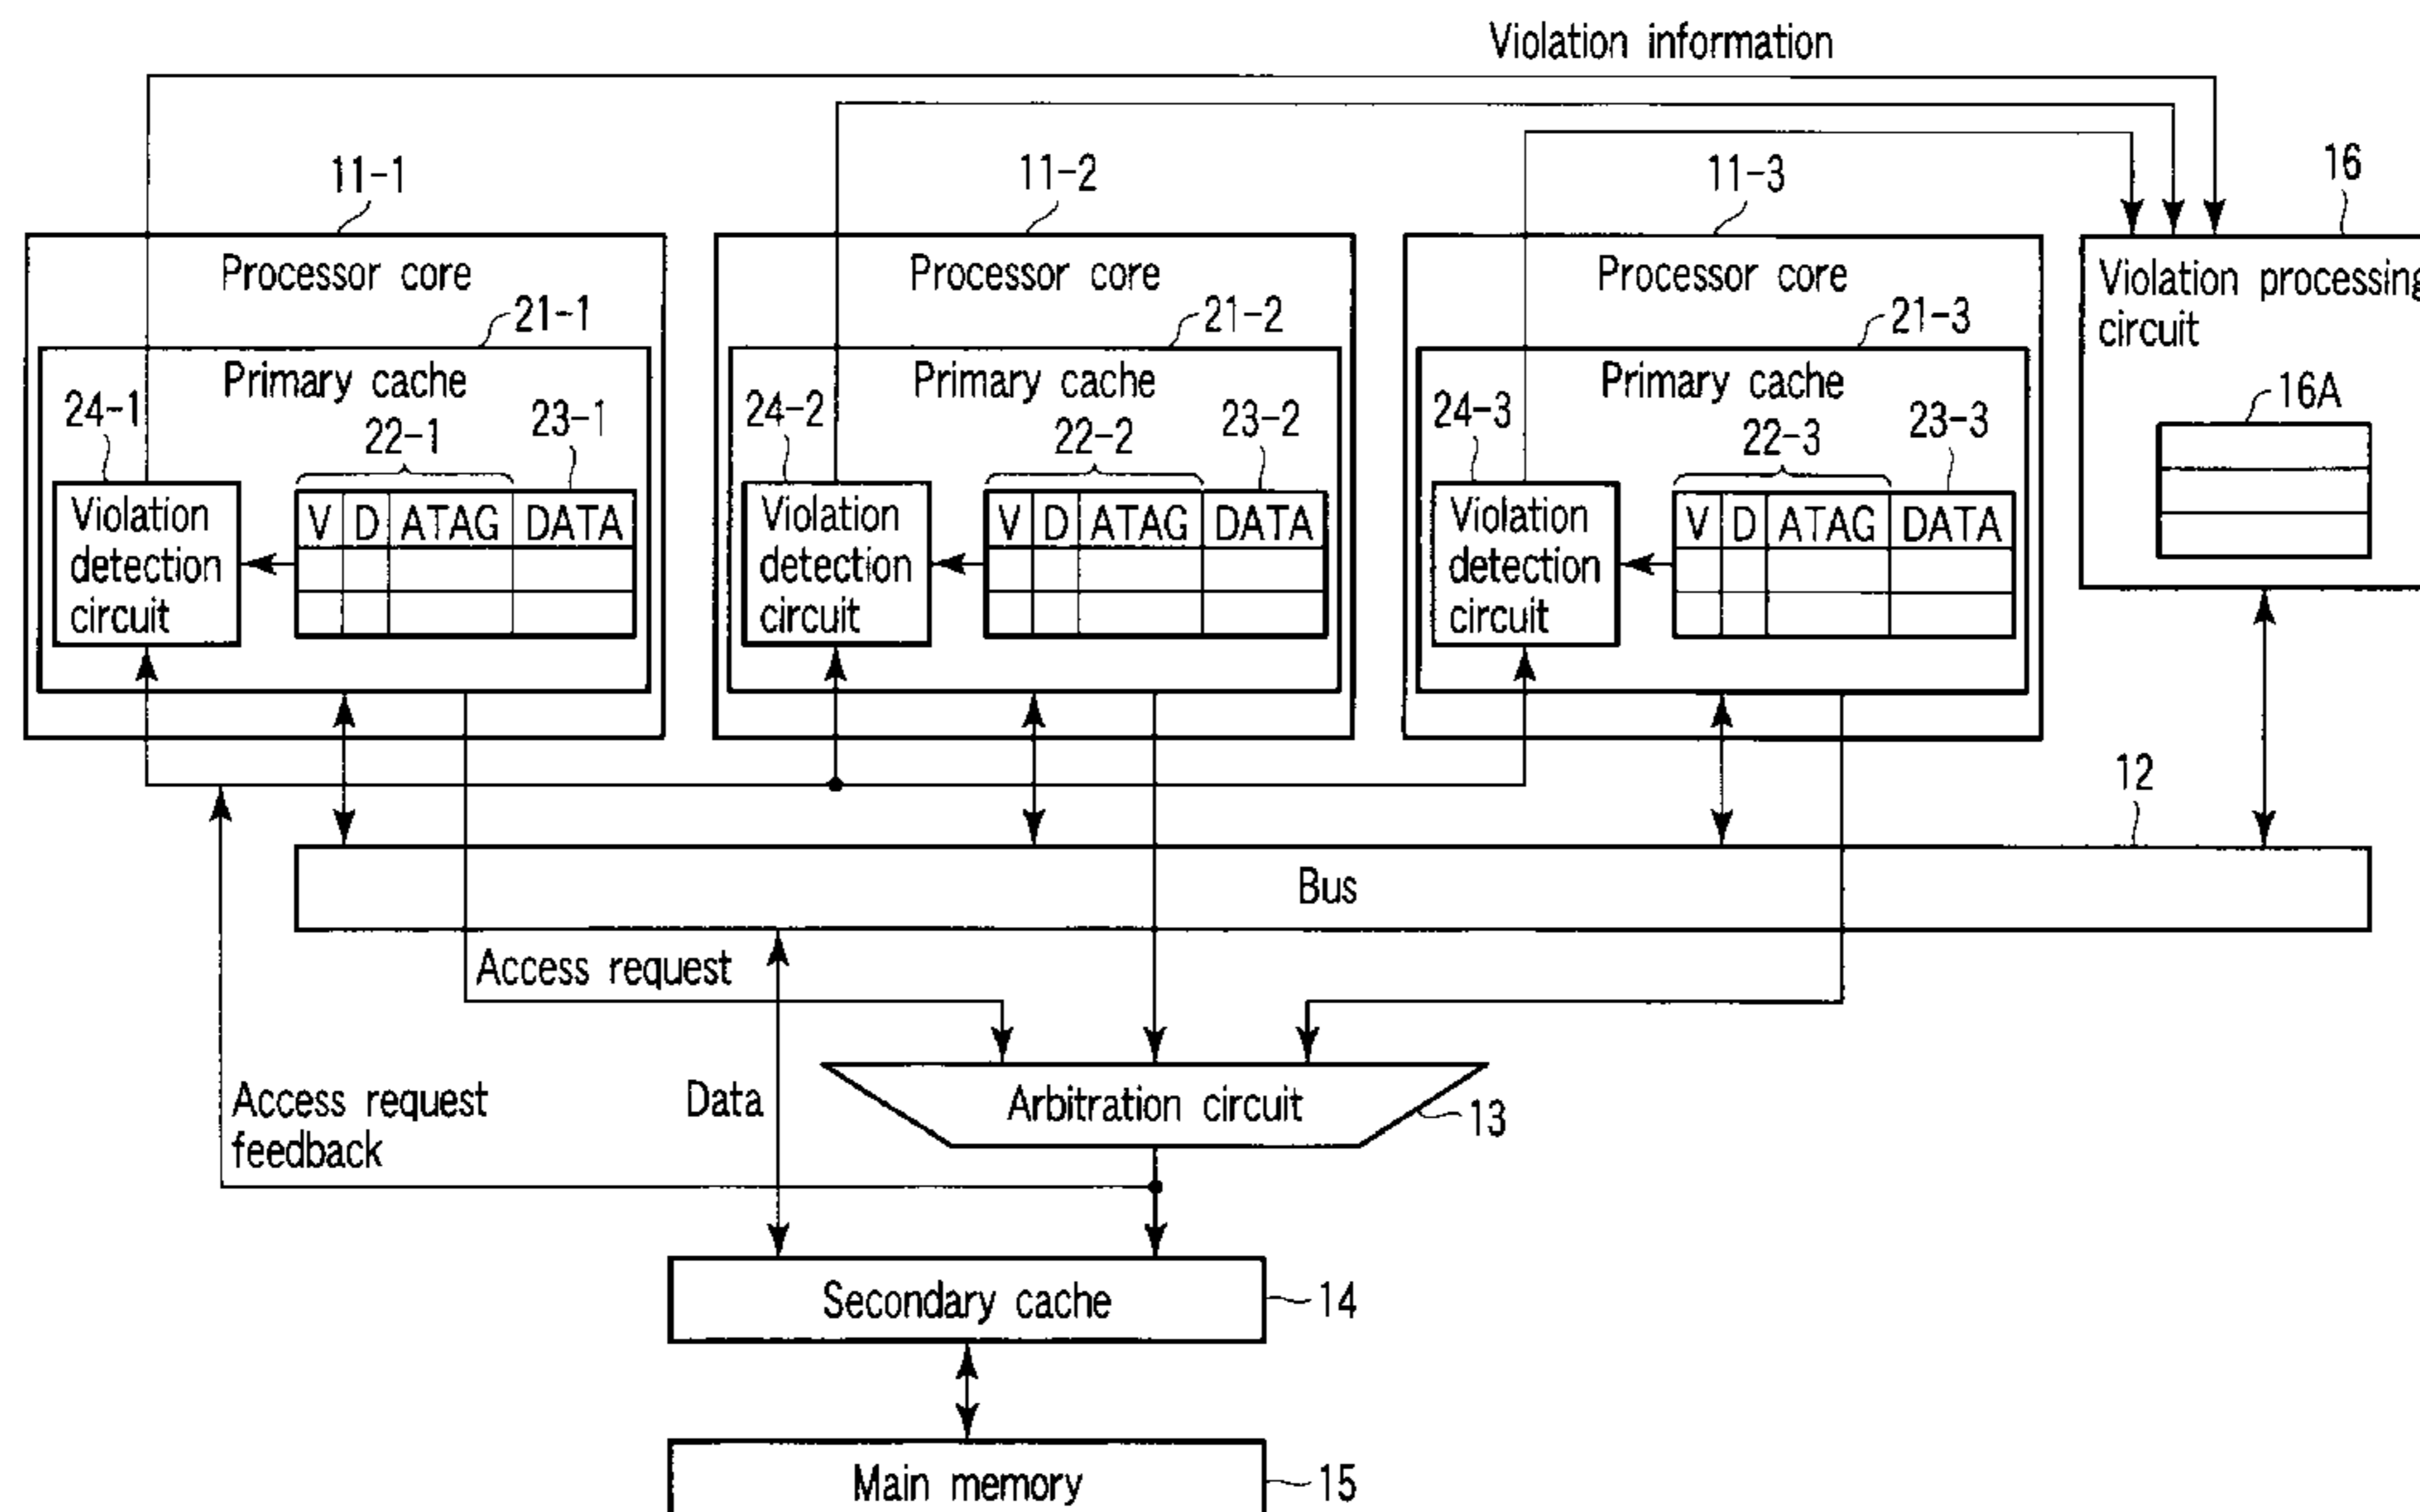 Violation information
11-1
11-2
11-3
16
Processor core
Processor core
Processor core
Violation processing
circuit
21-1
21-2
21-3
Primary cache
Primary cache
Primary cache
16A
24-1
22-1
23-1
24-2
22-2
23-2
24-3
22-3
23-3
Violation
detection
circuit
V D ATAG DATA
Violation
detection
circuit
V D ATAG DATA
Violation
detection
circuit
V D ATAG DATA
12
Bus
Access request
Access request
feedback
Data
Arbitration circuit
13
Secondary cache
14
Main memory
15